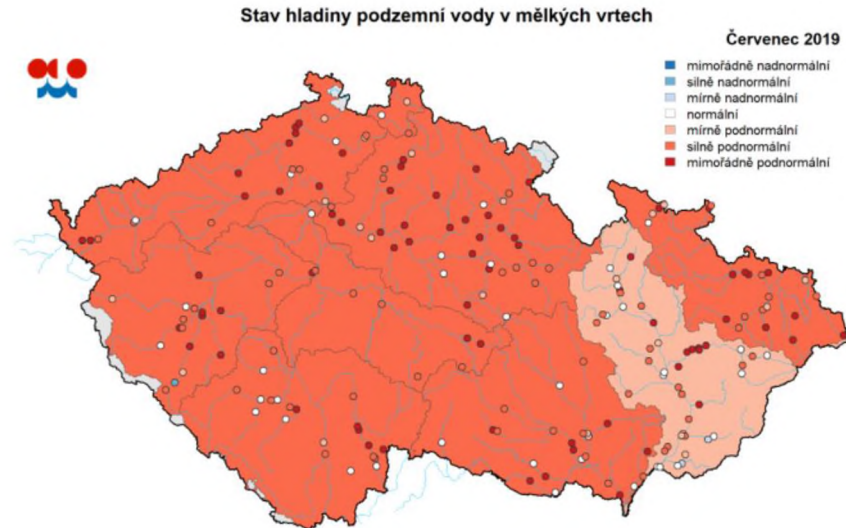 Stav hladiny podzemní vody v mělkých vrtech
Červenec 2019
mimořádně nadnormální
silně nadnormální
mírně nadnormální
normální
mírně podnormální
silně podnormální
mimořádně podnormální